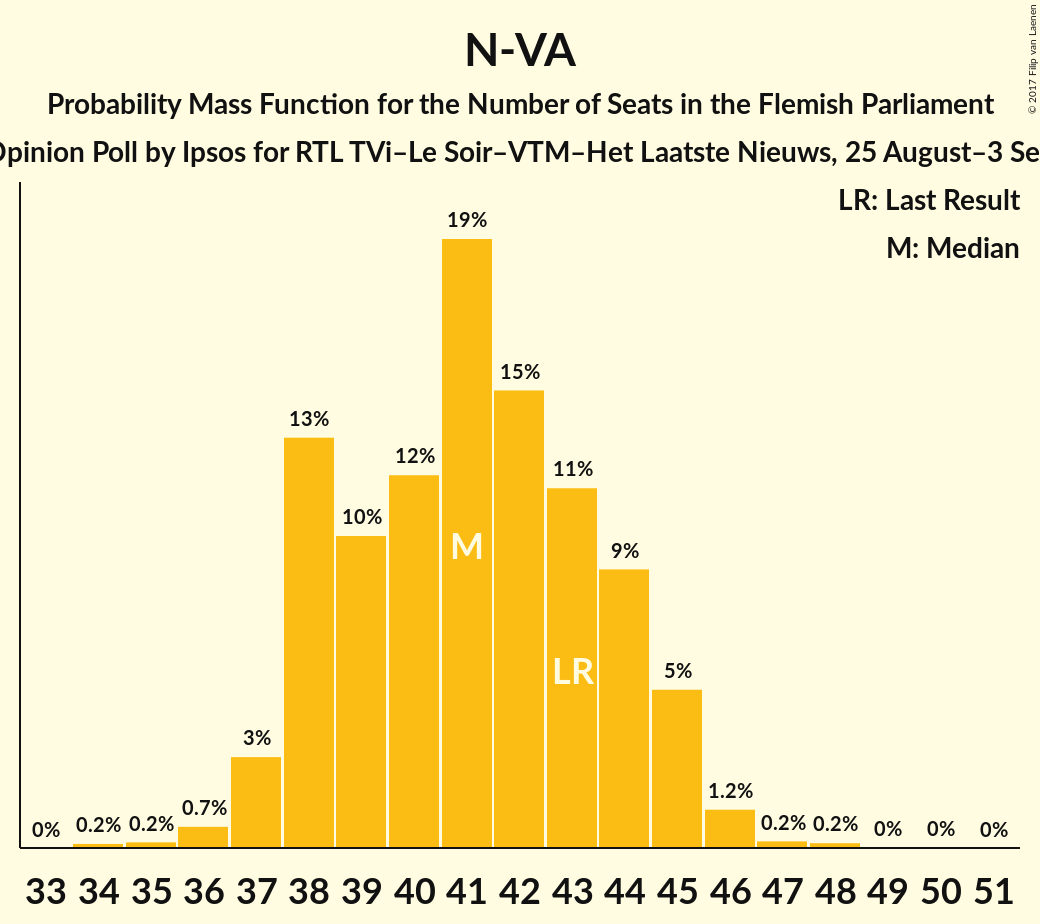 N-VA
Probability Mass Function for the Number of Seats in the Flemish Parliament
Opinion Poll by Ipsos for RTL TVi–Le Soir–VTM–Het Laatste Nieuws, 25 August–3 Se
© 2017 Filip van Laenen
LR: Last Result
M: Median
0% 0.2% 0.2% 0.7% 3% 13% 10% 12% 19% 15% 11% 9% 5% 1.2% 0.2% 0.2% 0% 0% 0%
M
LR
33 34 35 36 37 38 39 40 41 42 43 44 45 46 47 48 49 50 51